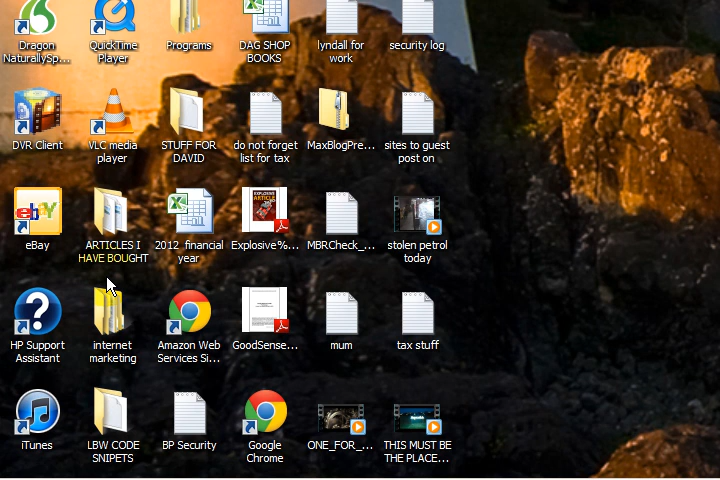 Dragon
NaturallySp...
QuickTime
Player
Programs
DAG SHOP
BOOKS
lyndall for
work
security log
DVR Client
VLC media
player
STUFF FOR
DAVID
do not forget
list for tax
MaxBlogPre...
sites to guest
post on
ebay
eBay
ARTICLES I
HAVE BOUGHT
2012 financial
year
EXPLOSIVE
ARTICLE
Explosive%...
MBRCheck_...
stolen petrol
today
HP Support
Assistant
internet
marketing
Amazon Web
Services Si...
GoodSense...
mum
tax stuff
iTunes
LBW CODE
SNIPETS
BP Security
Google
Chrome
ONE_FOR_...
THIS MUST BE
THE PLACE...